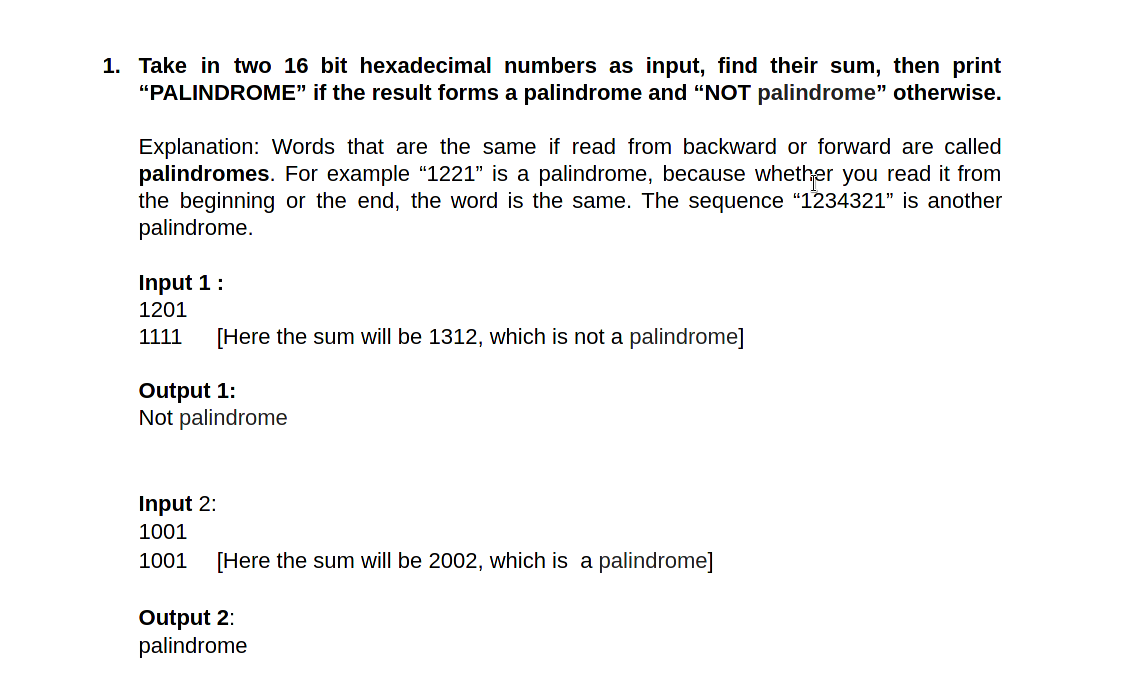 1. Take in two 16 bit hexadecimal numbers as input, find their sum, then print
“PALINDROME” if the result forms a palindrome and “NOT palindrome” otherwise.
Explanation: Words that are the same if read from backward or forward are called
palindromes. For example “1221” is a palindrome, because whether you read it from
the beginning or the end, the word is the same. The sequence “1234321” is another
palindrome.
Input 1 :
1201
1111 [Here the sum will be 1312, which is not a palindrome]
Output 1:
Not palindrome
Input 2:
1001
1001 [Here the sum will be 2002, which is a palindrome]
Output 2:
palindrome